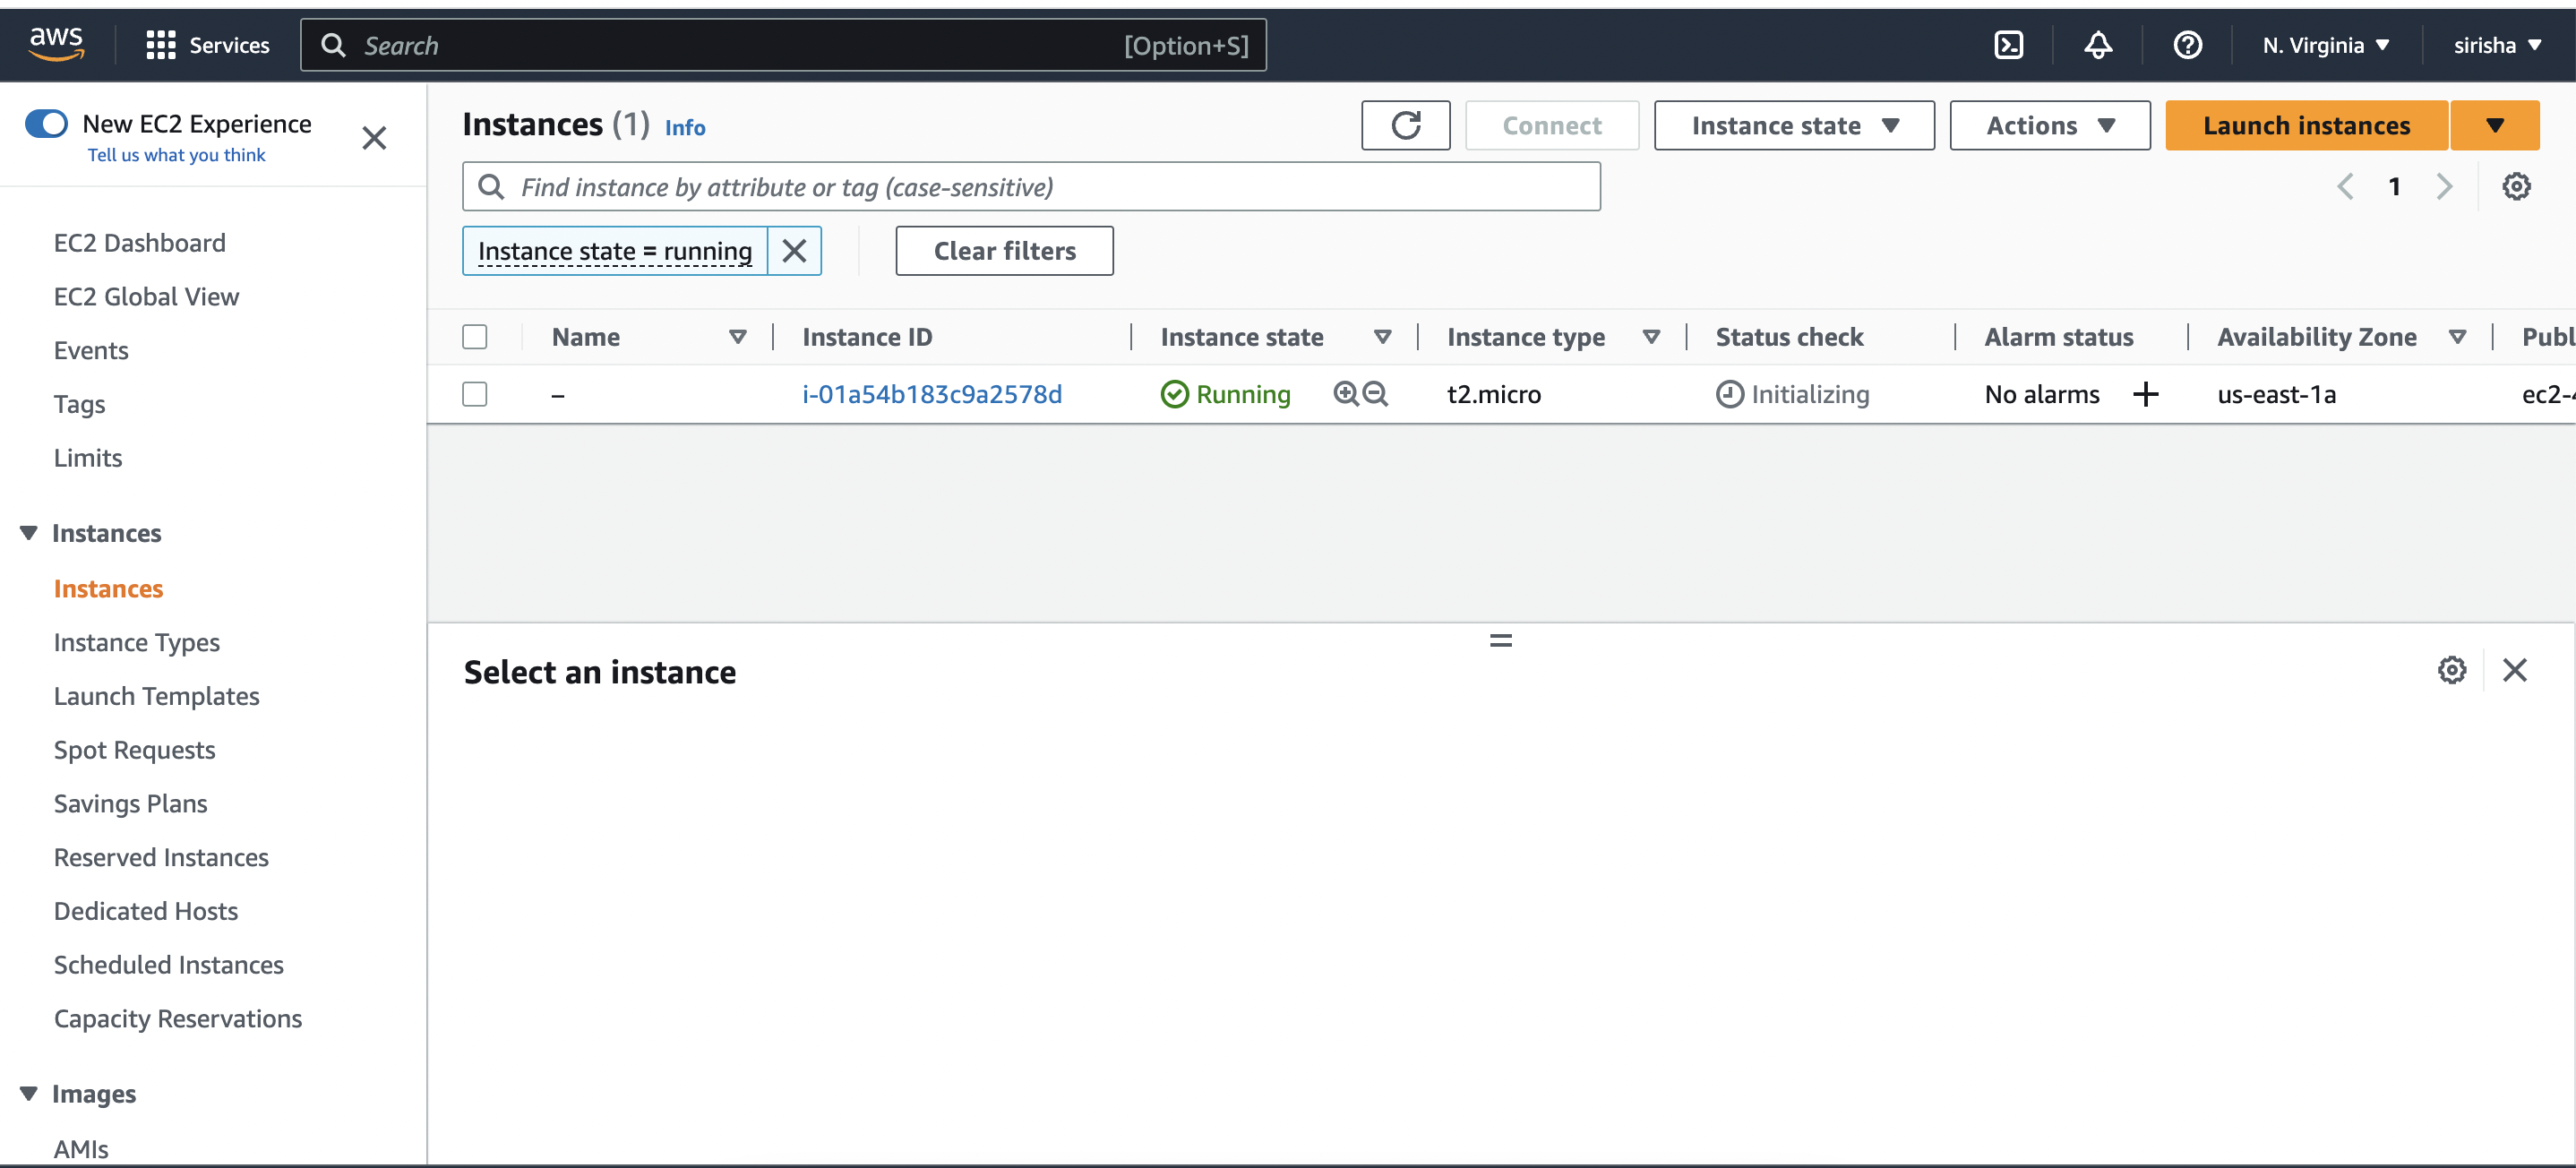 aws Services Search [Option+S] N. Virginia sirisha
New EC2 Experience
Tell us what you think
EC2 Dashboard
EC2 Global View
Events
Tags
Limits
Instances
Instances
Instance Types
Launch Templates
Spot Requests
Savings Plans
Reserved Instances
Dedicated Hosts
Scheduled Instances
Capacity Reservations
Images
AMIs
Instances (1) Info Connect Instance state Actions Launch instances
Find instance by attribute or tag (case-sensitive) 1
Instance state = running Clear filters
Name Instance ID Instance state Instance type Status check Alarm status Availability Zone Publ
– i-01a54b183c9a2578d Running t2.micro Initializing No alarms + us-east-1a ec2-4
Select an instance